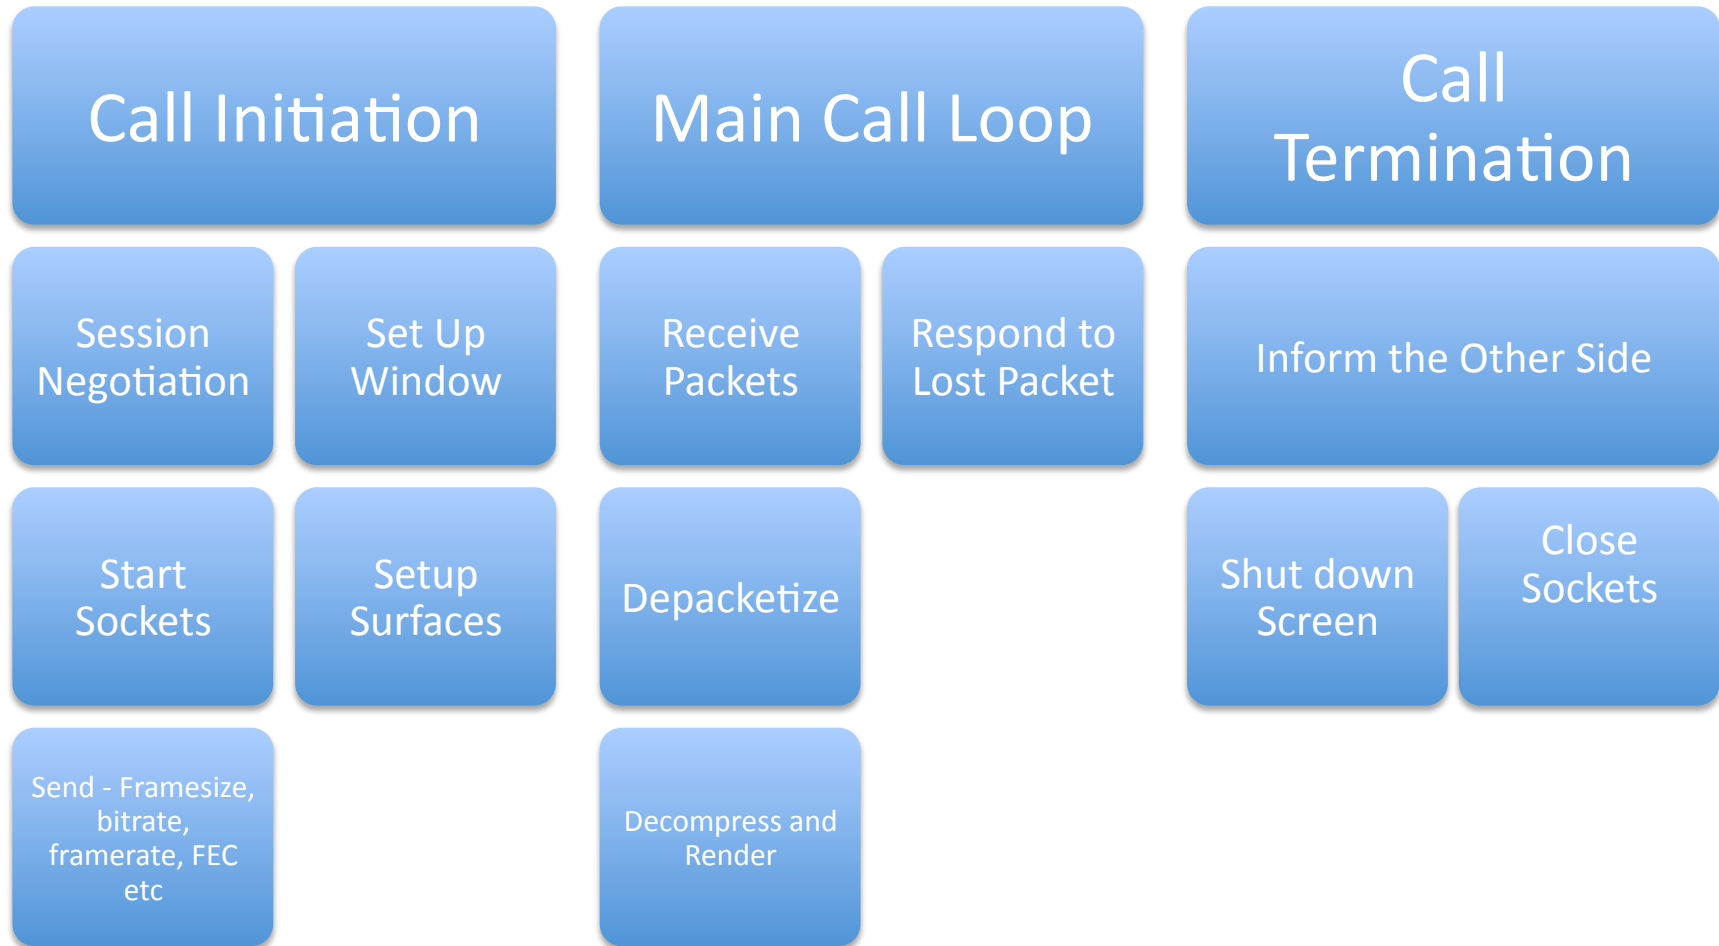 Call Initiation
Main Call Loop
Call
Termination
Session
Negotiation
Set Up
Window
Receive
Packets
Respond to
Lost Packet
Inform the Other Side
Start
Sockets
Setup
Surfaces
Depacketize
Shut down
Screen
Close
Sockets
Send - Framesize,
bitrate,
framerate, FEC
etc
Decompress and
Render